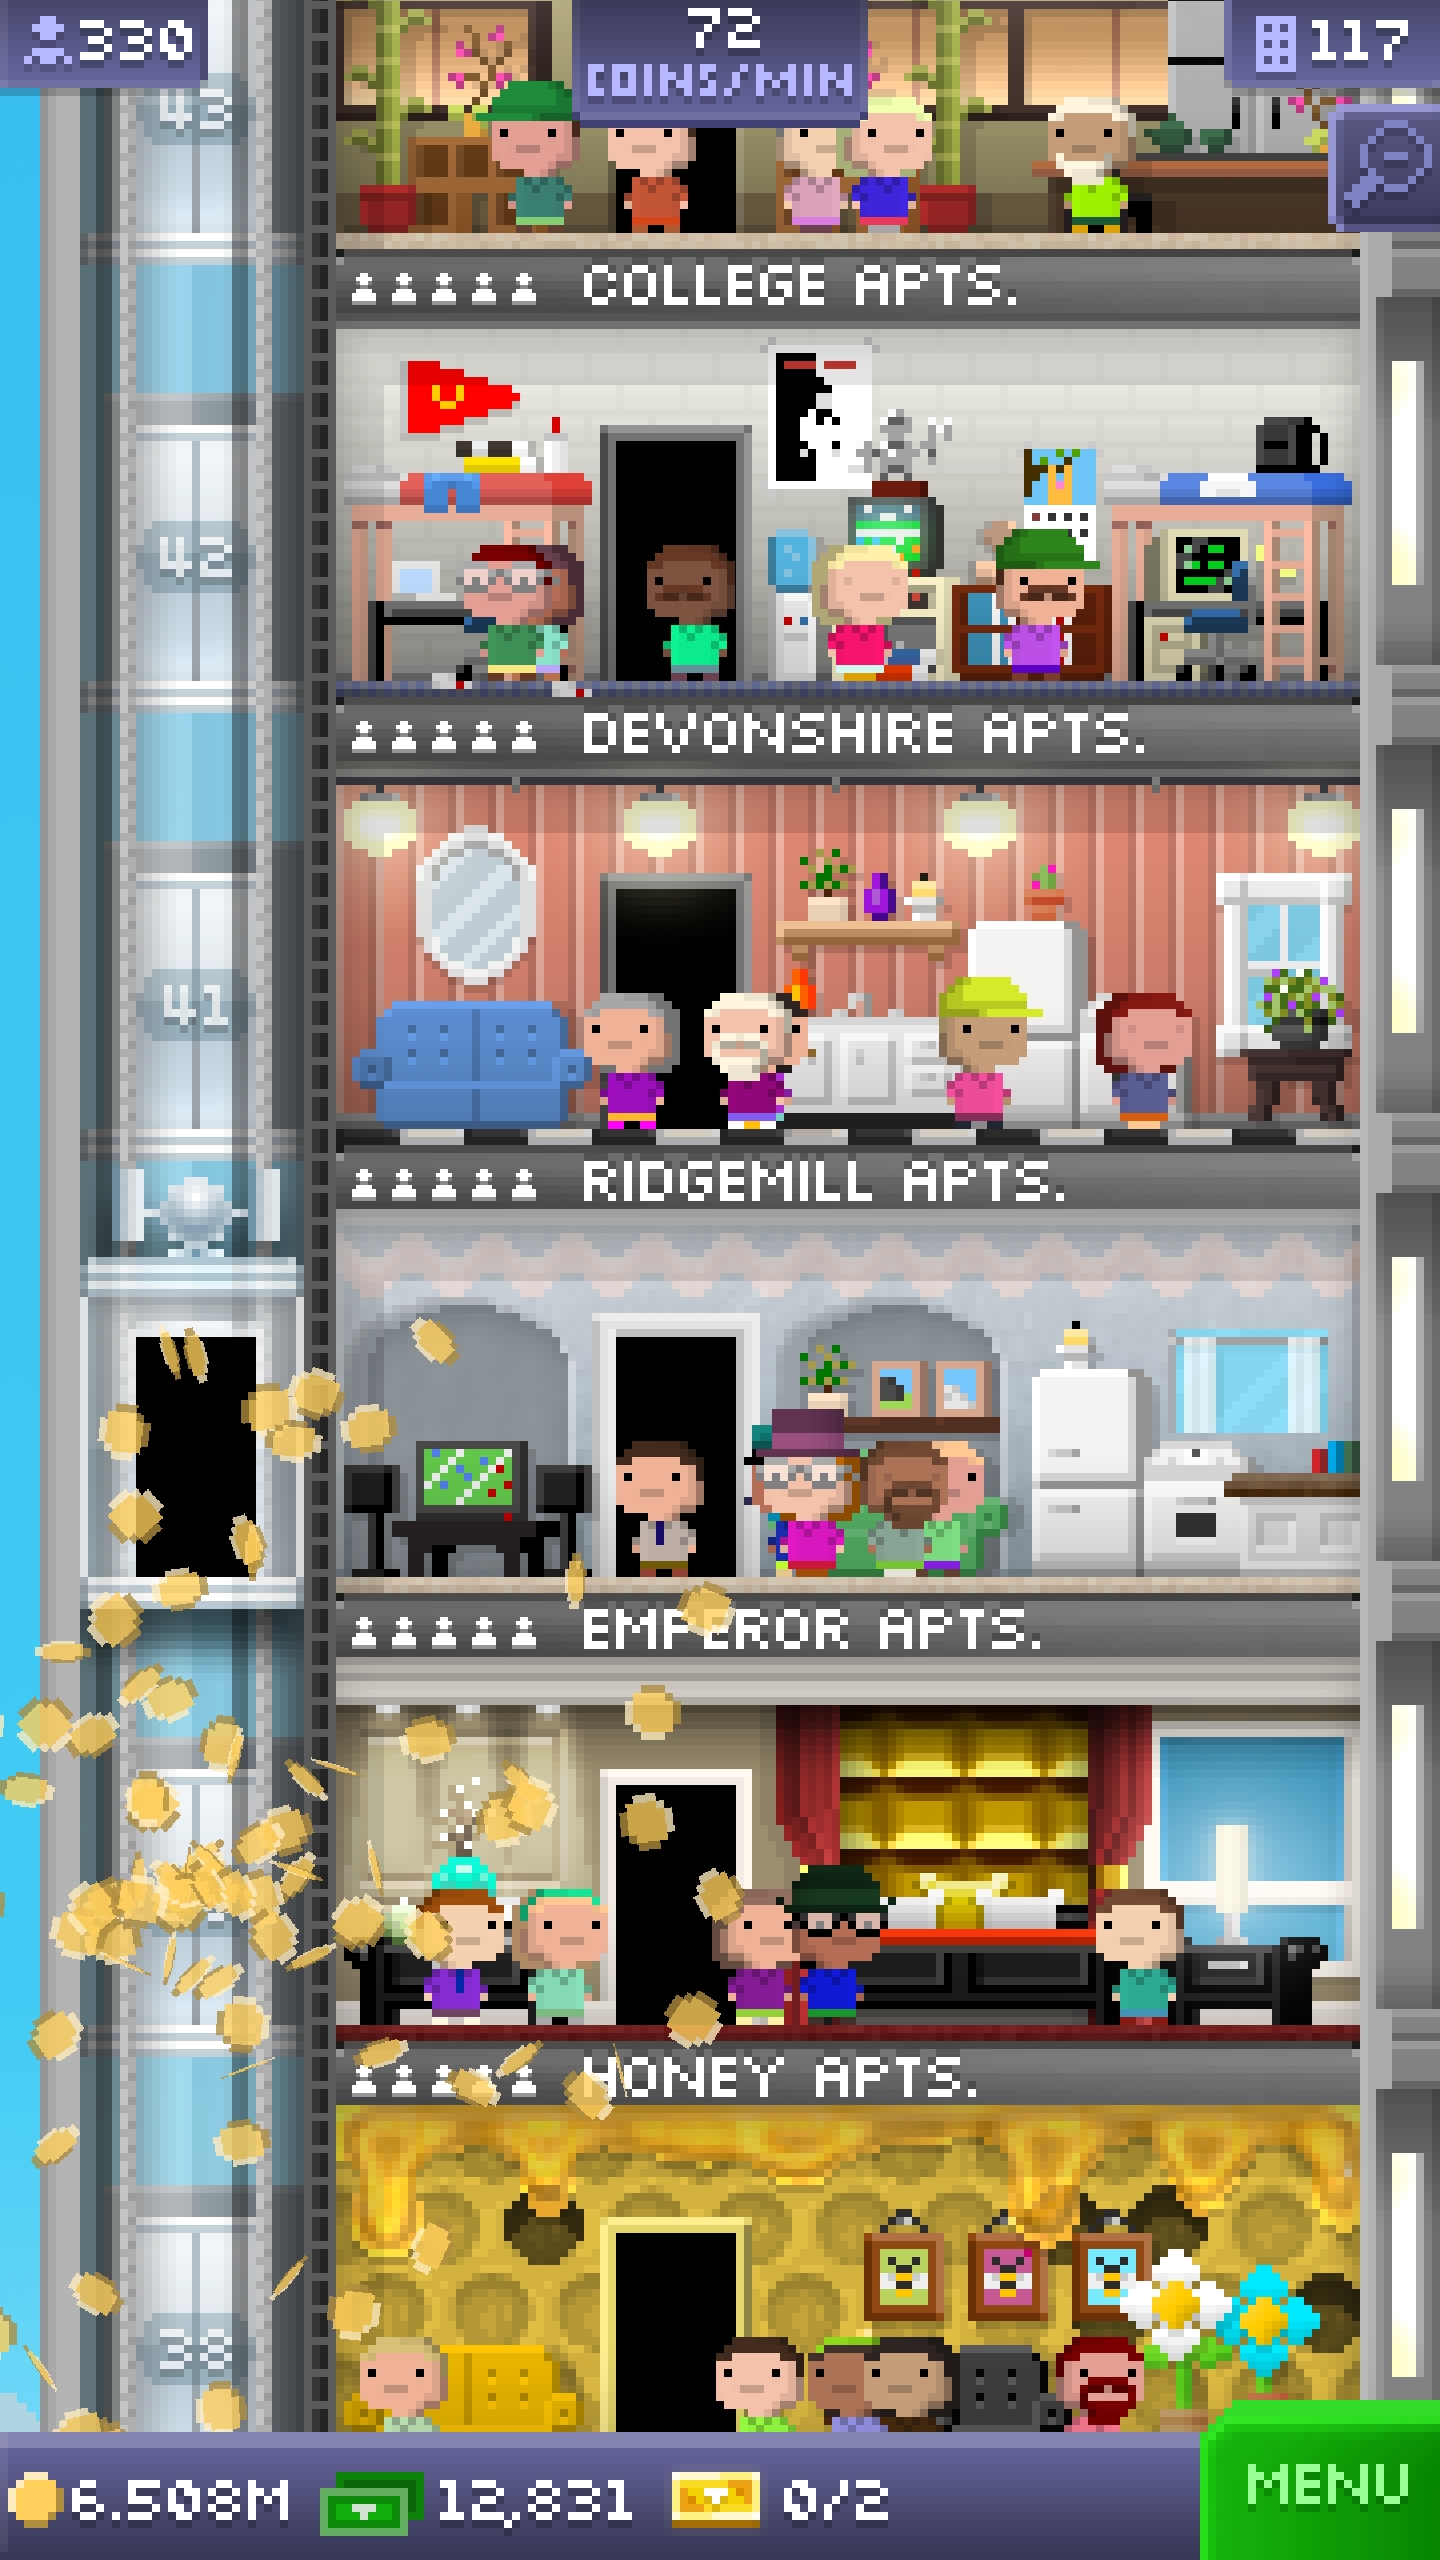 330
72
COINS/MIN
117
43
COLLEGE APTS.
42
DEVONSHIRE APTS.
41
RIDGEMILL APTS.
EMPEROR APTS.
HONEY APTS.
38
6.508M
12,831
0/2
MENU